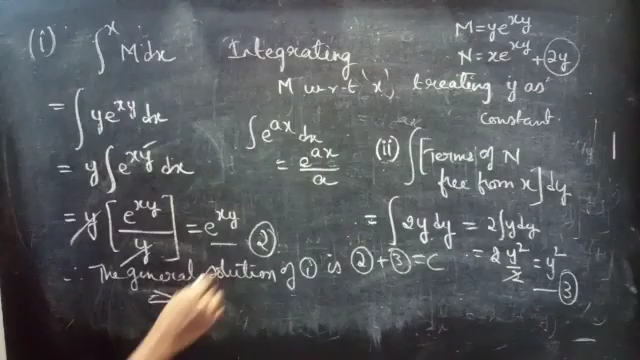 (i) ∫^x M dx Integrating
M w.r.t 'x', treating y as
constant
M = ye^{xy}
N = xe^{xy} + 2y
= ∫ ye^{xy} dx
= y ∫ e^{xy} dx
= y [e^{xy}/y] = e^{xy} ②
∫ e^{ax} dx
= e^{ax}/a
(ii) ∫ [Terms of N
free from x] dy
= ∫ 2y dy = 2∫y dy
= 2 y²/2 = y² — ③
∴ The general solution of ① is ② + ③ = C